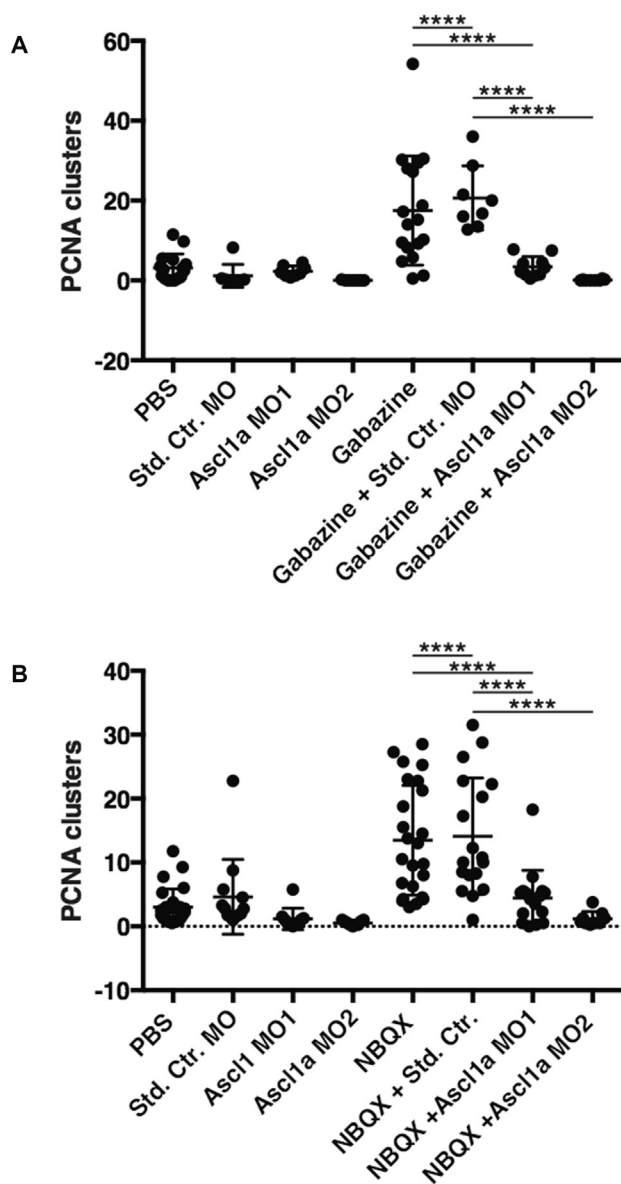 A
****
****
****
****
60
40
20
0
-20
PCNA clusters
PBS
Std. Ctr. MO
Ascl1a MO1
Ascl1a MO2
Gabazine
Gabazine + Std. Ctr. MO
Gabazine + Ascl1a MO1
Gabazine + Ascl1a MO2
B
****
****
****
****
40
30
20
10
0
-10
PCNA clusters
PBS
Std. Ctr. MO
Ascl1 MO1
Ascl1a MO2
NBQX
NBQX + Std. Ctr.
NBQX +Ascl1a MO1
NBQX +Ascl1a MO2